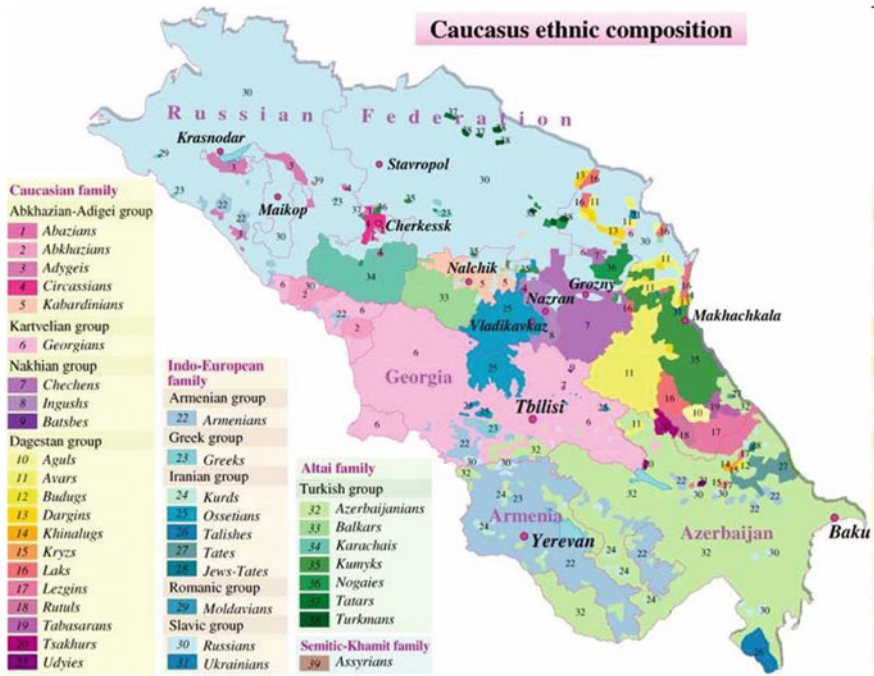 Caucasus ethnic composition
Russian Federation
Krasnodar
Stavropol
Maikop
Cherkessk
Nalchik
Nazran
Grozny
Vladikavkaz
Makhachkala
Georgia
Tbilisi
Armenia
Yerevan
Azerbaijan
Baku
Caucasian family
Abkhazian-Adigei group
1 Abazians
2 Abkhazians
3 Adygeis
4 Circassians
5 Kabardinians
Kartvelian group
6 Georgians
Nakhian group
7 Chechens
8 Ingushs
9 Batsbes
Dagestan group
10 Aguls
11 Avars
12 Budugs
13 Dargins
14 Khinalugs
15 Kryzs
16 Laks
17 Lezgins
18 Rutuls
19 Tabasarans
20 Tsakhurs
21 Udyies
Indo-European
family
Armenian group
22 Armenians
Greek group
23 Greeks
Iranian group
24 Kurds
25 Ossetians
26 Talishes
27 Tates
28 Jews-Tates
Romanic group
29 Moldavians
Slavic group
30 Russians
31 Ukrainians
Altai family
Turkish group
32 Azerbaijanians
33 Balkars
34 Karachais
35 Kumyks
36 Nogaies
37 Tatars
38 Turkmans
Semitic-Khamit family
39 Assyrians